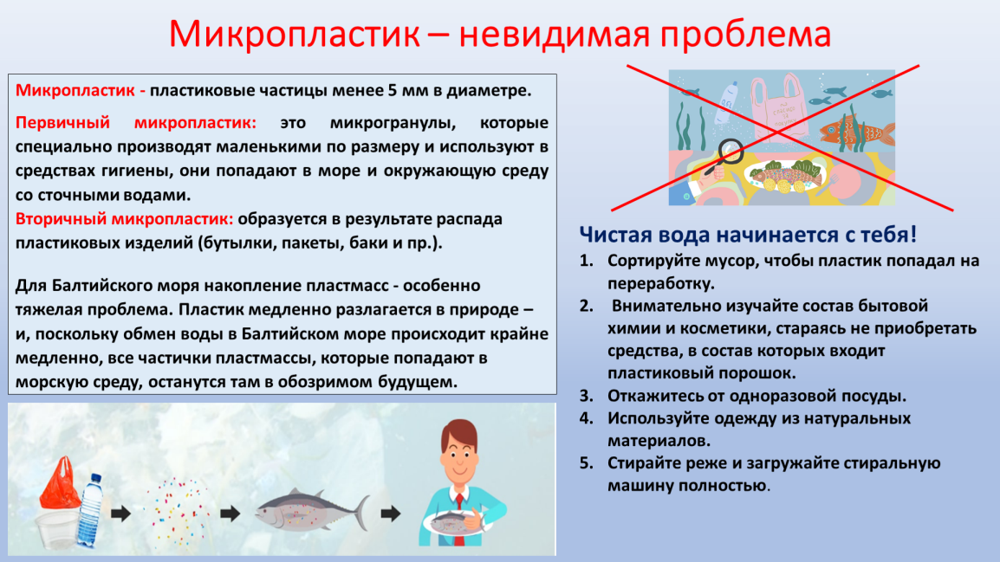 Микропластик – невидимая проблема
Микропластик - пластиковые частицы менее 5 мм в диаметре.
Первичный микропластик: это микрогранулы, которые
специально производят маленькими по размеру и используют в
средствах гигиены, они попадают в море и окружающую среду
со сточными водами.
Вторичный микропластик: образуется в результате распада
пластиковых изделий (бутылки, пакеты, баки и пр.).
Для Балтийского моря накопление пластмасс - особенно
тяжелая проблема. Пластик медленно разлагается в природе –
и, поскольку обмен воды в Балтийском море происходит крайне
медленно, все частички пластмассы, которые попадают в
морскую среду, останутся там в обозримом будущем.
Чистая вода начинается с тебя!
1. Сортируйте мусор, чтобы пластик попадал на
переработку.
2. Внимательно изучайте состав бытовой
химии и косметики, стараясь не приобретать
средства, в состав которых входит
пластиковый порошок.
3. Откажитесь от одноразовой посуды.
4. Используйте одежду из натуральных
материалов.
5. Стирайте реже и загружайте стиральную
машину полностью.